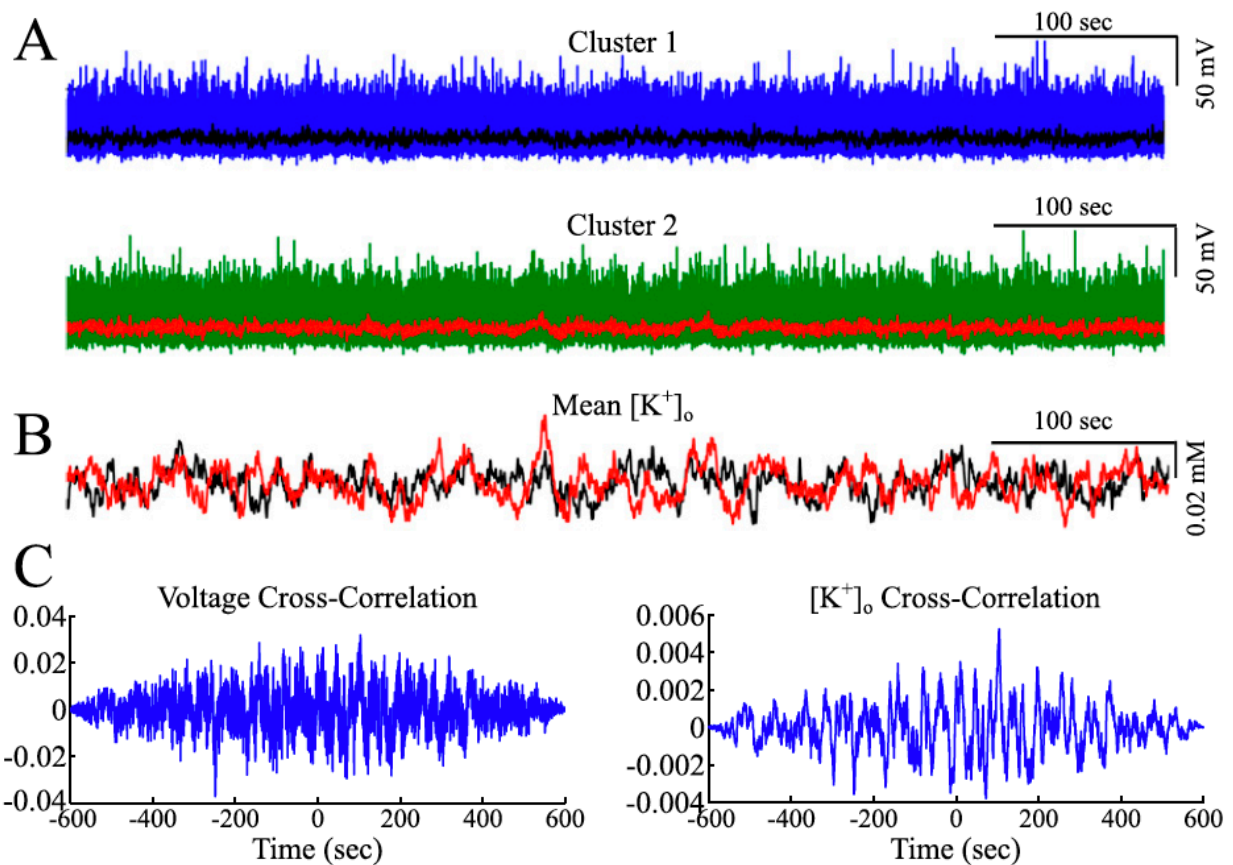 A
Cluster 1
100 sec
50 mV
Cluster 2
100 sec
50 mV
B
Mean [K⁺]ₒ
100 sec
0.02 mM
C
Voltage Cross-Correlation
0.04
0.02
0
-0.02
-0.04
-600 -400 -200 0 200 400 600
Time (sec)
[K⁺]ₒ Cross-Correlation
0.006
0.004
0.002
0
-0.002
-0.004
-600 -400 -200 0 200 400 600
Time (sec)